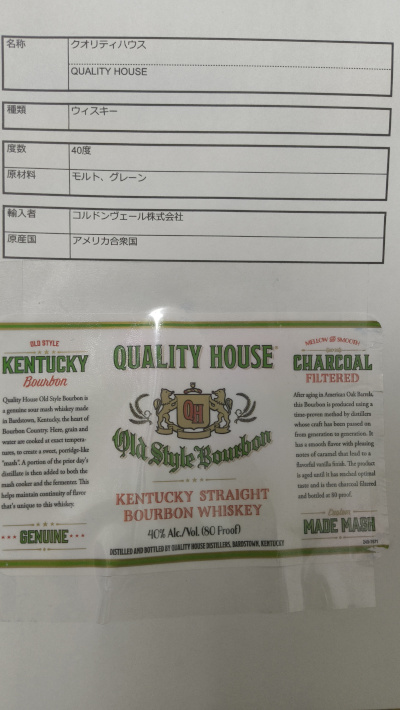 名称
クオリティハウス
QUALITY HOUSE
種類
ウィスキー
度数
40度
原材料
モルト、グレーン
輸入者
コルドンヴェール株式会社
原産国
アメリカ合衆国
OLD STYLE
KENTUCKY
Bourbon
Quality House Old Style Bourbon is
a genuine sour mash whiskey made
in Bardstown, Kentucky, the heart of
Bourbon Country. Here, grain and
water are cooked at exact tempera-
tures, to create a sweet, porridge-like
"mash". A portion of the prior day's
distillate is then added to both the
mash cooker and the fermenter. This
helps maintain continuity of flavor
that's unique to this whiskey.
GENUINE
QUALITY HOUSE
QH
Old Style Bourbon
KENTUCKY STRAIGHT
BOURBON WHISKEY
40% Alc./Vol. (80 Proof)
DISTILLED AND BOTTLED BY QUALITY HOUSE DISTILLERS, BARDSTOWN, KENTUCKY
MELLOW & SMOOTH
CHARCOAL
FILTERED
After aging in American Oak Barrels,
this Bourbon is produced using a
time-proven method by distillers
whose craft has been passed on
from generation to generation. It
has a smooth flavor with pleasing
notes of caramel that lead to a
flavorful vanilla finish. The product
is aged until it has reached optimal
taste and is then charcoal filtered
and bottled at 80 proof.
Custom
MADE MASH